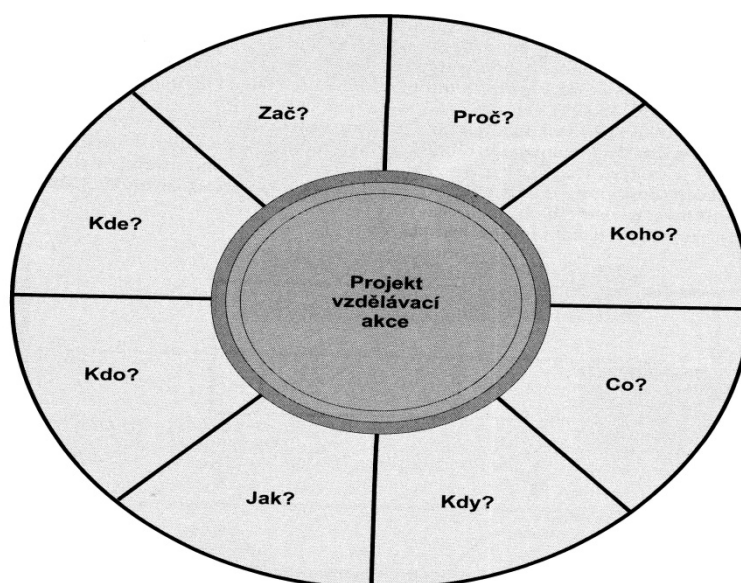 Zač?
Proč?
Kde?
Koho?
Projekt
vzdělávací
akce
Kdo?
Co?
Jak?
Kdy?